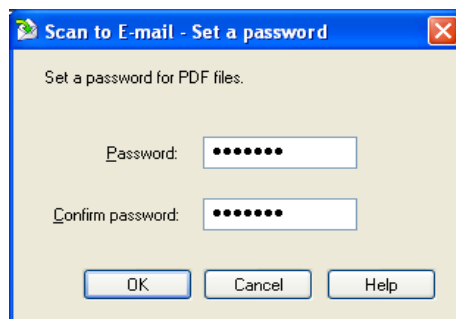 Scan to E-mail - Set a password
Set a password for PDF files.
Password: •••••••
Confirm password: •••••••
OK Cancel Help